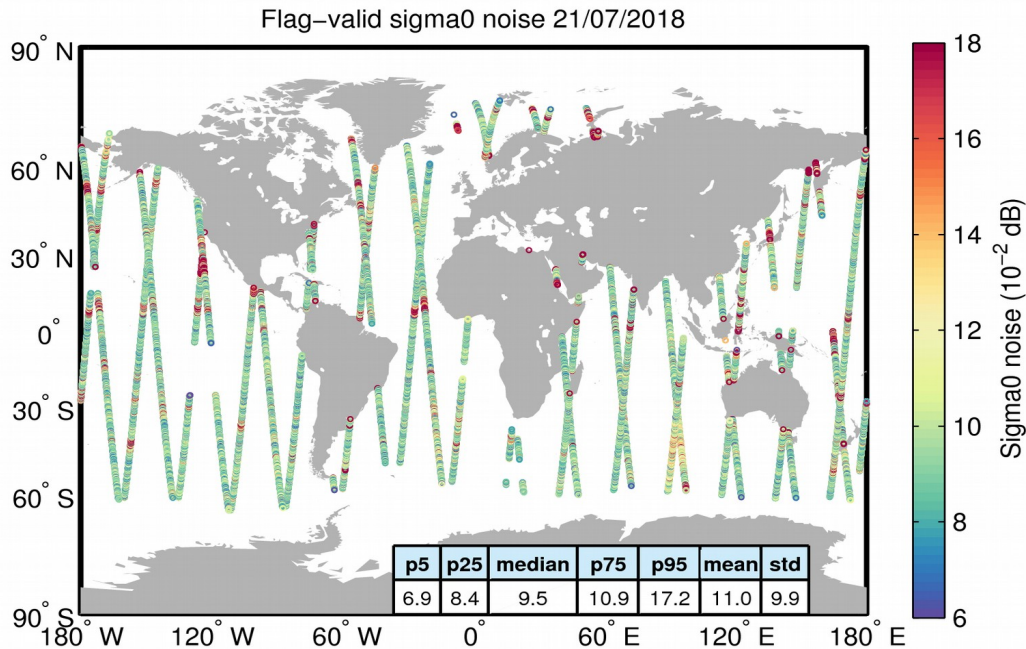 Flag−valid sigma0 noise 21/07/2018
90° N
60° N
30° N
0°
30° S
60° S
90° S
180° W
120° W
60° W
0°
60° E
120° E
180° E
p5 p25 median p75 p95 mean std
6.9 8.4 9.5 10.9 17.2 11.0 9.9
18
16
14
12
10
8
6
Sigma0 noise (10⁻² dB)